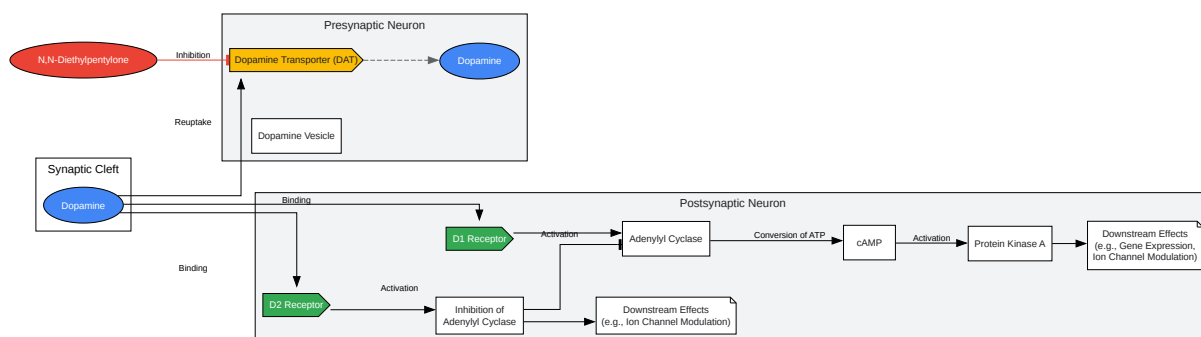 Presynaptic Neuron
N,N-Diethylpentylone
Inhibition
Dopamine Transporter (DAT)
Dopamine
Reuptake
Dopamine Vesicle
Synaptic Cleft
Dopamine
Binding
Postsynaptic Neuron
D1 Receptor
Activation
Adenylyl Cyclase
Conversion of ATP
cAMP
Activation
Protein Kinase A
Downstream Effects
(e.g., Gene Expression,
Ion Channel Modulation)
Binding
D2 Receptor
Activation
Inhibition of
Adenylyl Cyclase
Downstream Effects
(e.g., Ion Channel Modulation)